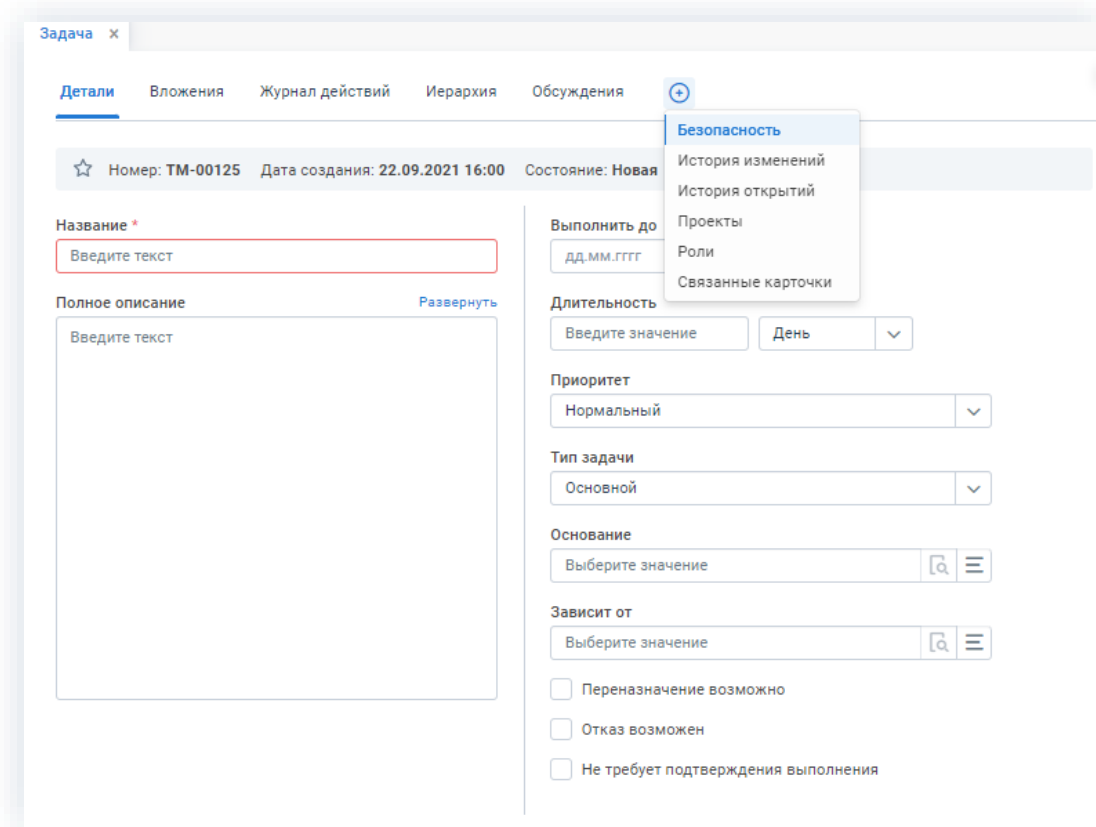 Задача ×
Детали Вложения Журнал действий Иерархия Обсуждения
Безопасность
История изменений
История открытий
Проекты
Роли
Связанные карточки
Номер: TM-00125 Дата создания: 22.09.2021 16:00 Состояние: Новая
Название *
Введите текст
Полное описание Развернуть
Введите текст
Выполнить до
дд.мм.гггг
Длительность
Введите значение День
Приоритет
Нормальный
Тип задачи
Основной
Основание
Выберите значение
Зависит от
Выберите значение
Переназначение возможно
Отказ возможен
Не требует подтверждения выполнения